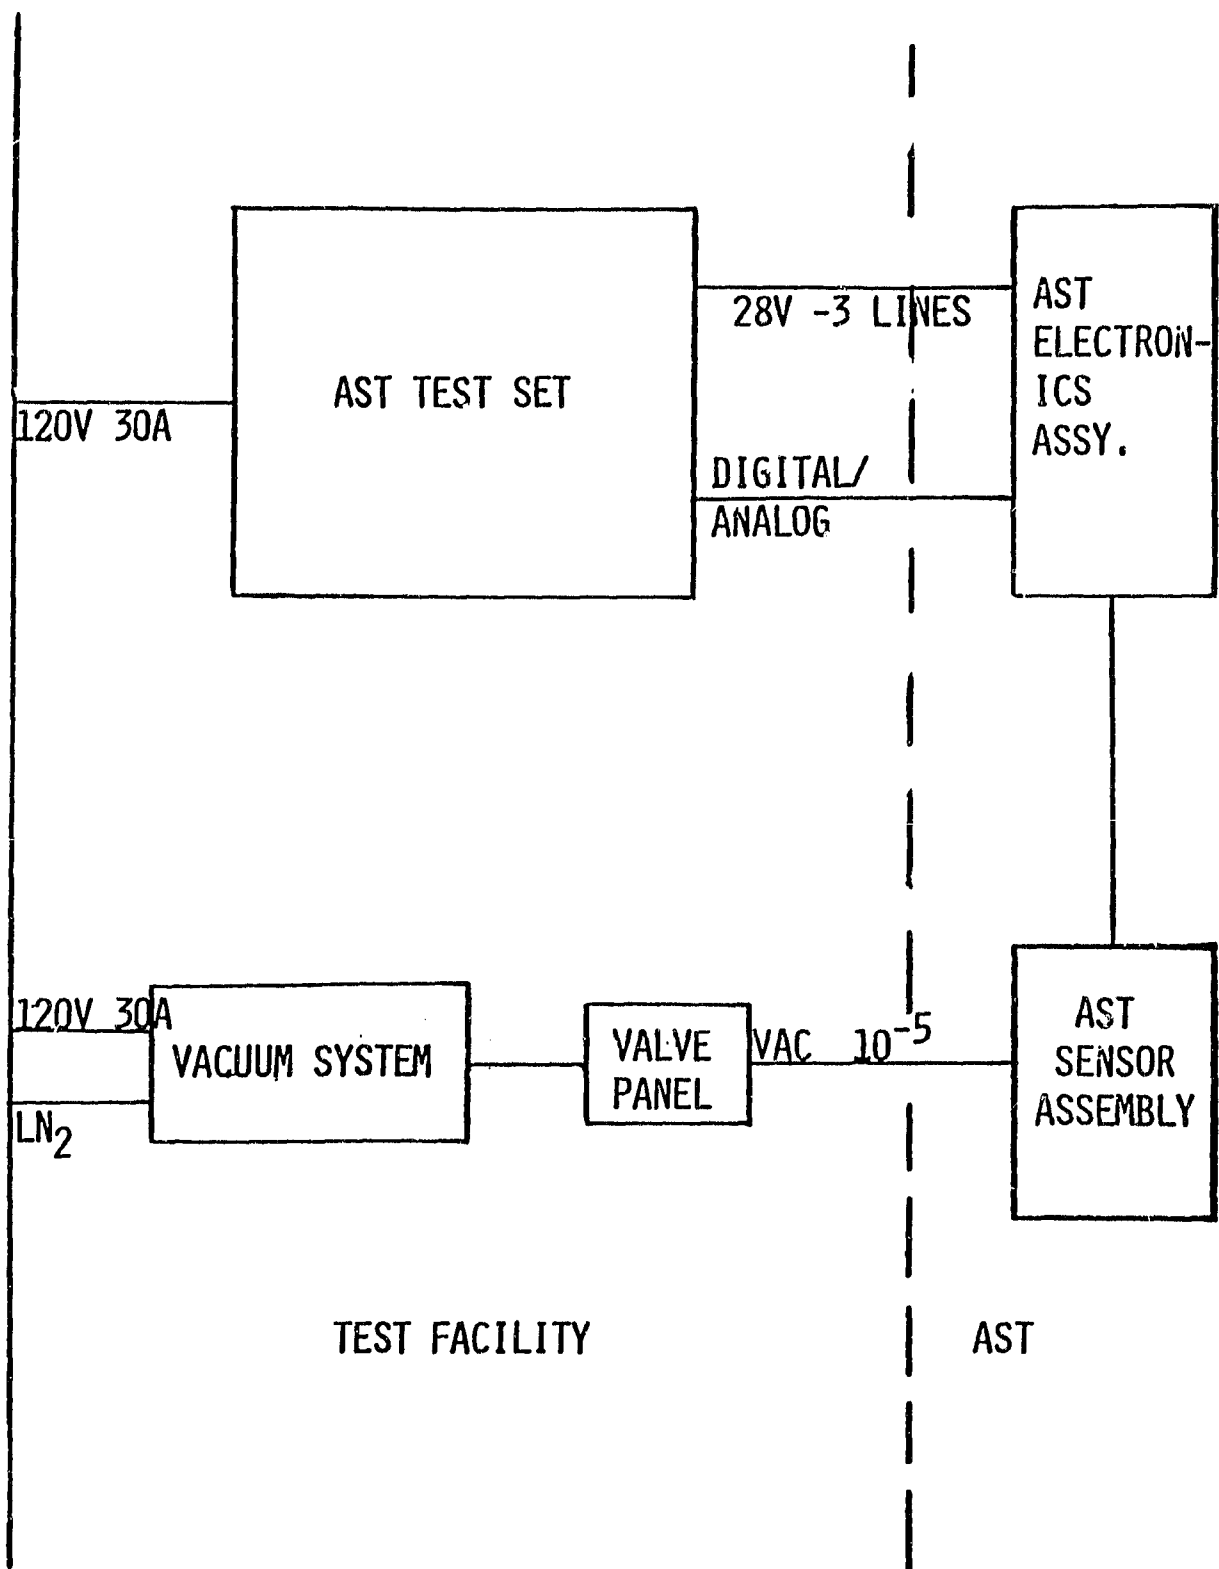 28V -3 LINES
AST
ELECTRON-
ICS
ASSY.
AST TEST SET
120V 30A
DIGITAL/
ANALOG
120V 30A
VACUUM SYSTEM
LN₂
VALVE
PANEL
VAC 10⁻⁵
AST
SENSOR
ASSEMBLY
TEST FACILITY
AST